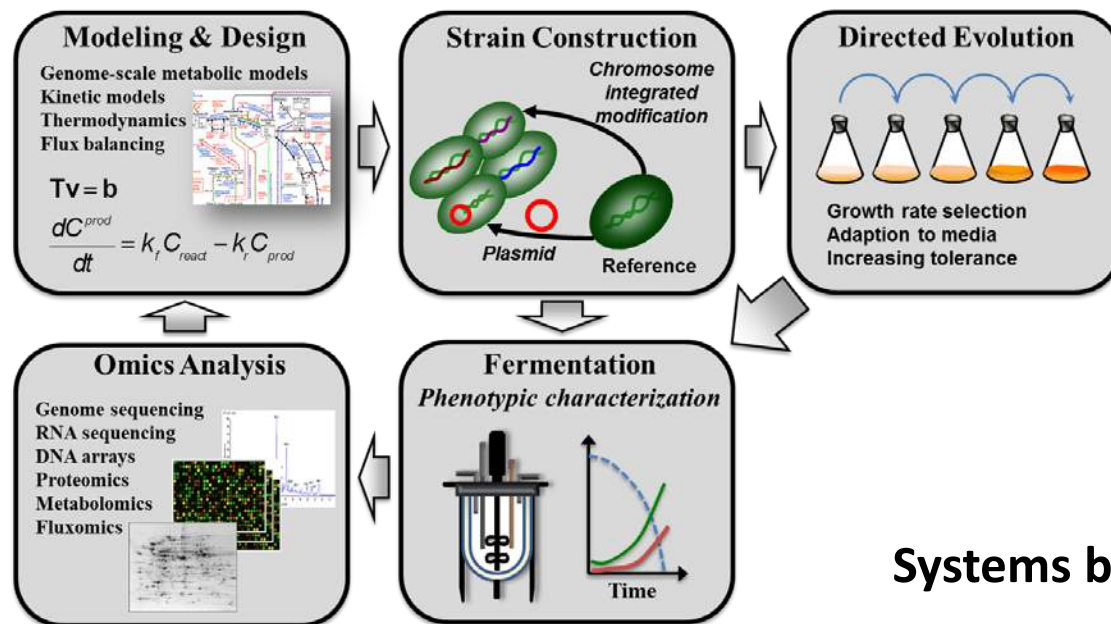 Modeling & Design
Genome-scale metabolic models
Kinetic models
Thermodynamics
Flux balancing
Tv = b
dC^prod/dt = k_f C_react − k_r C_prod
Strain Construction
Chromosome
integrated
modification
Plasmid
Reference
Directed Evolution
Growth rate selection
Adaption to media
Increasing tolerance
Omics Analysis
Genome sequencing
RNA sequencing
DNA arrays
Proteomics
Metabolomics
Fluxomics
Fermentation
Phenotypic characterization
Time
Systems b